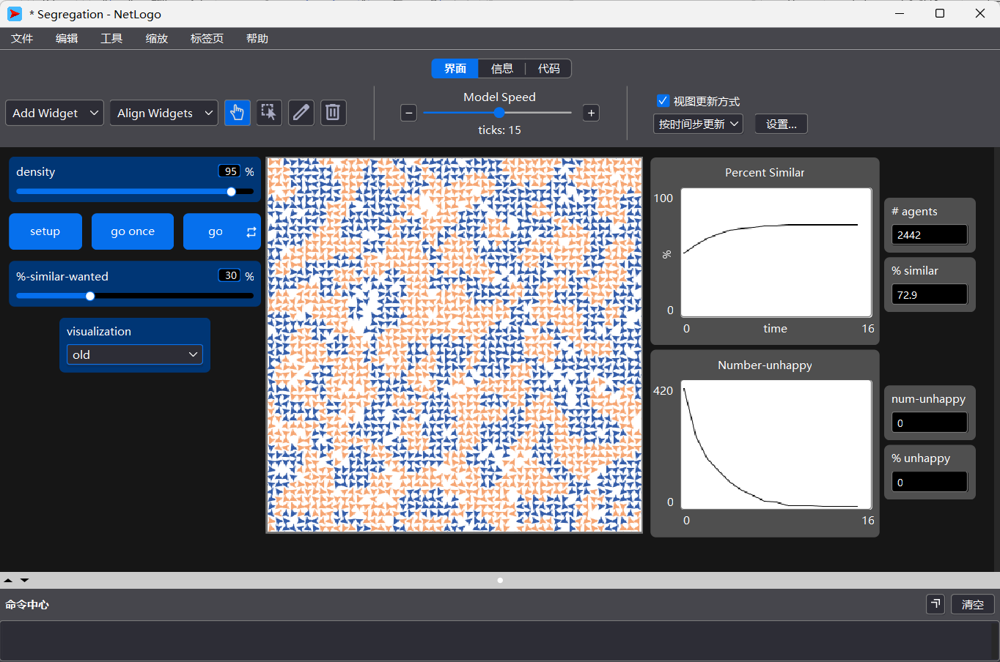 * Segregation - NetLogo
文件 编辑 工具 缩放 标签页 帮助
界面 信息 代码
Add Widget Align Widgets
Model Speed
ticks: 15
视图更新方式
按时间步更新 设置...
density 95 %
setup go once go
%-similar-wanted 30 %
visualization
old
Percent Similar
100
%
0
0 time 16
# agents
2442
% similar
72.9
Number-unhappy
420
0
0 16
num-unhappy
0
% unhappy
0
命令中心 清空